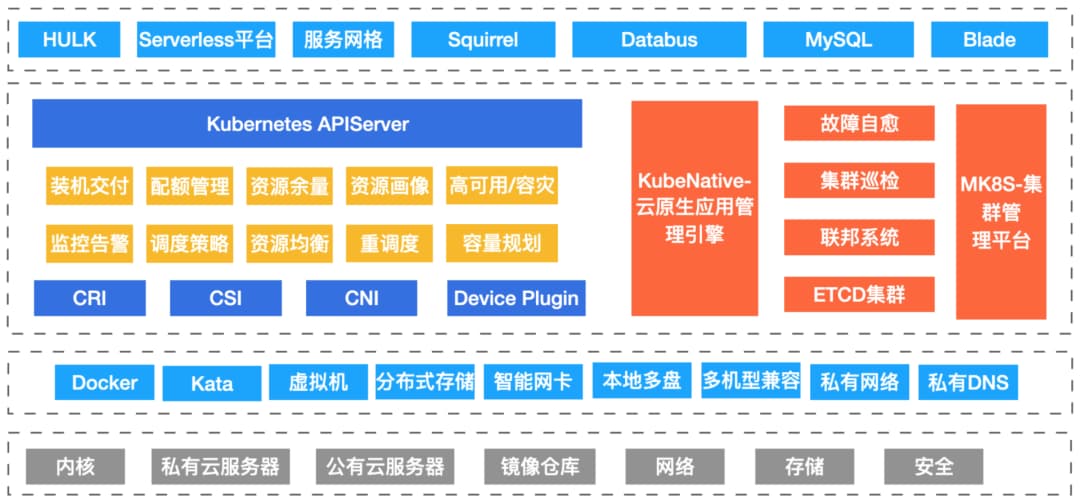 HULK
Serverless平台
服务网格
Squirrel
Databus
MySQL
Blade
Kubernetes APIServer
装机交付
配额管理
资源余量
资源画像
高可用/容灾
监控告警
调度策略
资源均衡
重调度
容量规划
CRI
CSI
CNI
Device Plugin
KubeNative-
云原生应用管
理引擎
故障自愈
集群巡检
联邦系统
ETCD集群
MK8S-集
群管
理平台
Docker
Kata
虚拟机
分布式存储
智能网卡
本地多盘
多机型兼容
私有网络
私有DNS
内核
私有云服务器
公有云服务器
镜像仓库
网络
存储
安全